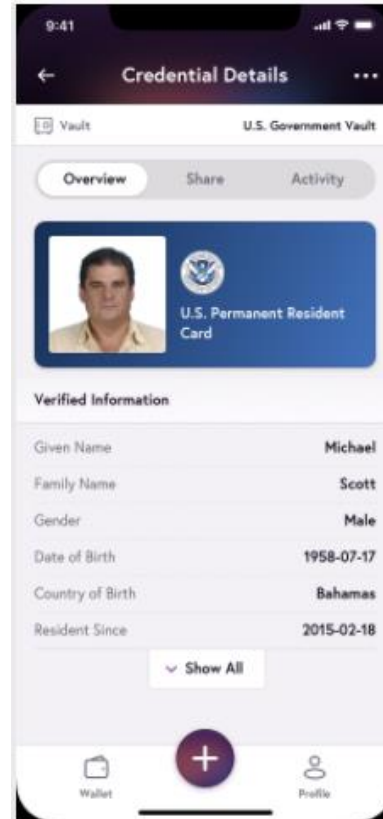 9:41
Credential Details
Vault
U.S. Government Vault
Overview Share Activity
U.S. Permanent Resident
Card
Verified Information
Given Name Michael
Family Name Scott
Gender Male
Date of Birth 1958-07-17
Country of Birth Bahamas
Resident Since 2015-02-18
Show All
Wallet Profile